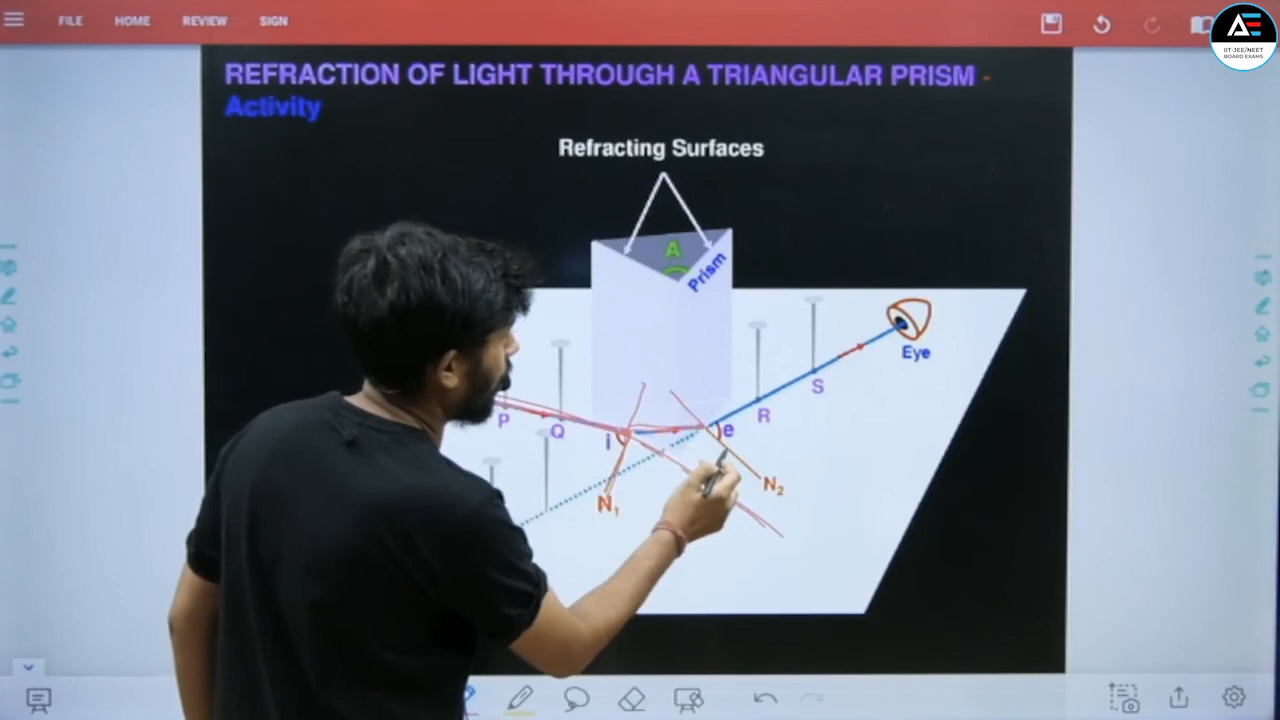 FILE HOME REVIEW SIGN
IIT-JEE/NEET
BOARD EXAMS
REFRACTION OF LIGHT THROUGH A TRIANGULAR PRISM -
Activity
Refracting Surfaces
A
Prism
Eye
S
P
R
Q
i
e
N₂
N₁